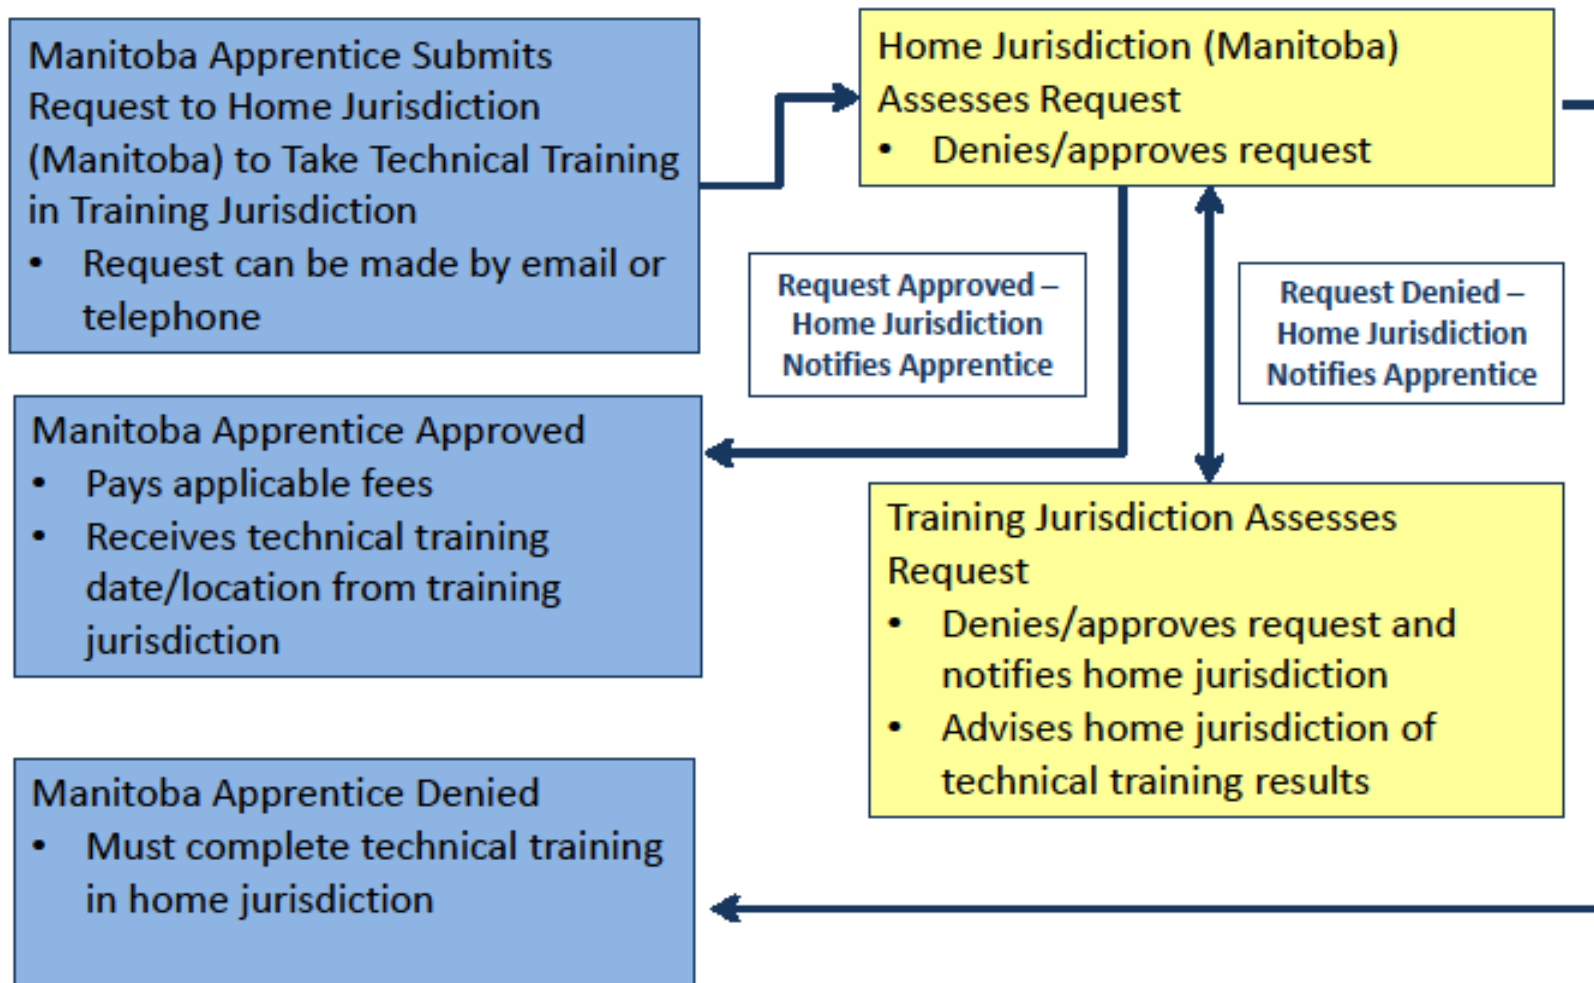 Manitoba Apprentice Submits
Request to Home Jurisdiction
(Manitoba) to Take Technical Training
in Training Jurisdiction
• Request can be made by email or
telephone
Home Jurisdiction (Manitoba)
Assesses Request
• Denies/approves request
Request Approved –
Home Jurisdiction
Notifies Apprentice
Request Denied –
Home Jurisdiction
Notifies Apprentice
Manitoba Apprentice Approved
• Pays applicable fees
• Receives technical training
date/location from training
jurisdiction
Training Jurisdiction Assesses
Request
• Denies/approves request and
notifies home jurisdiction
• Advises home jurisdiction of
technical training results
Manitoba Apprentice Denied
• Must complete technical training
in home jurisdiction